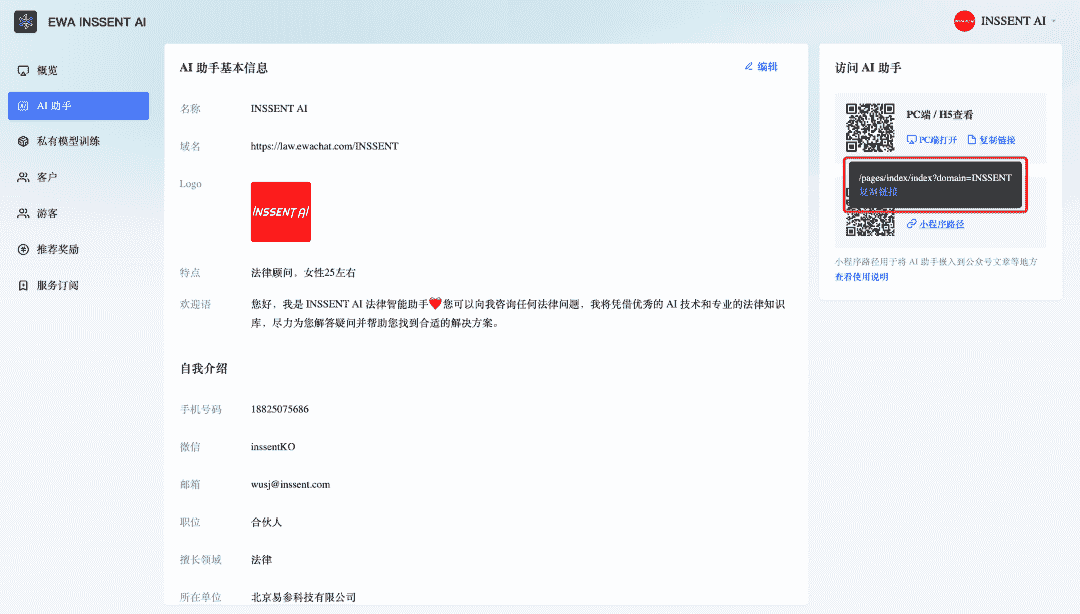 EWA INSSENT AI
INSSENT AI
概览
AI 助手
私有模型训练
客户
游客
推荐奖励
服务订阅
AI 助手基本信息
编辑
名称 INSSENT AI
域名 https://law.ewachat.com/INSSENT
Logo
INSSENT AI
特点 法律顾问，女性25左右
欢迎语 您好，我是 INSSENT AI 法律智能助手❤️您可以向我咨询任何法律问题，我将凭借优秀的 AI 技术和专业的法律知识
库，尽力为您解答疑问并帮助您找到合适的解决方案。
自我介绍
手机号码 18825075686
微信 inssentKO
邮箱 wusj@inssent.com
职位 合伙人
擅长领域 法律
所在单位 北京易参科技有限公司
访问 AI 助手
PC端 / H5查看
PC端打开 复制链接
/pages/index/index?domain=INSSENT
复制链接
小程序路径
小程序路径用于将 AI 助手嵌入到公众号文章等地方
查看使用说明